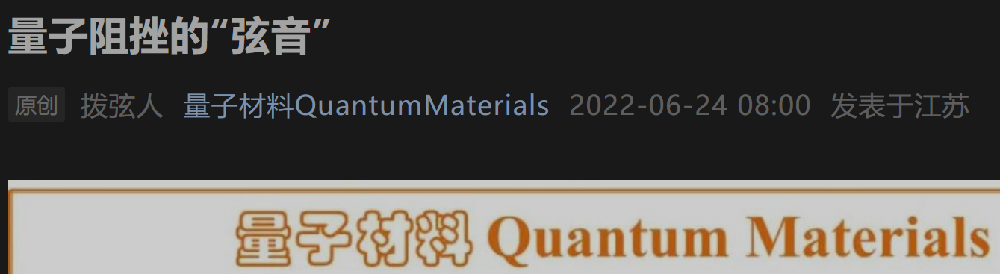 量子阻挫的“弦音”
原创 拨弦人 量子材料QuantumMaterials 2022-06-24 08:00 发表于江苏
量子材料 Quantum Materials